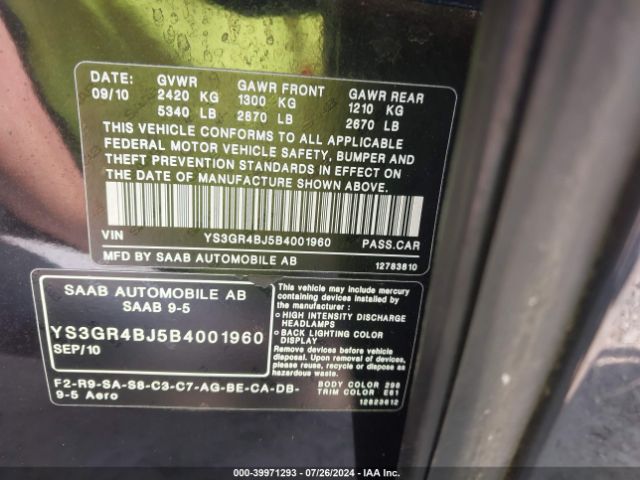 DATE: GVWR GAWR FRONT GAWR REAR
09/10 2420 KG 1300 KG 1210 KG
5340 LB 2870 LB 2670 LB
THIS VEHICLE CONFORMS TO ALL APPLICABLE
FEDERAL MOTOR VEHICLE SAFETY, BUMPER AND
THEFT PREVENTION STANDARDS IN EFFECT ON
THE DATE OF MANUFACTURE SHOWN ABOVE.
VIN YS3GR4BJ5B4001960 PASS.CAR
MFD BY SAAB AUTOMOBILE AB 12783810
SAAB AUTOMOBILE AB
SAAB 9-5
YS3GR4BJ5B4001960
SEP/10
F2-R9-SA-S8-C3-C7-AG-BE-CA-DB-
9-5 Aero
This vehicle may include mercury
containing devices if installed by
the manufacturer:
HIGH INTENSITY DISCHARGE
HEADLAMPS
BACK LIGHTING COLOR
DISPLAY
Remove devices before vehicle
disposal. Upon removal of devices
please reuse, recycle or dispose
as hazardous waste.
BODY COLOR 298
TRIM COLOR E61
12823612
000-39971293 | 07/26/2024 | IAA Inc.